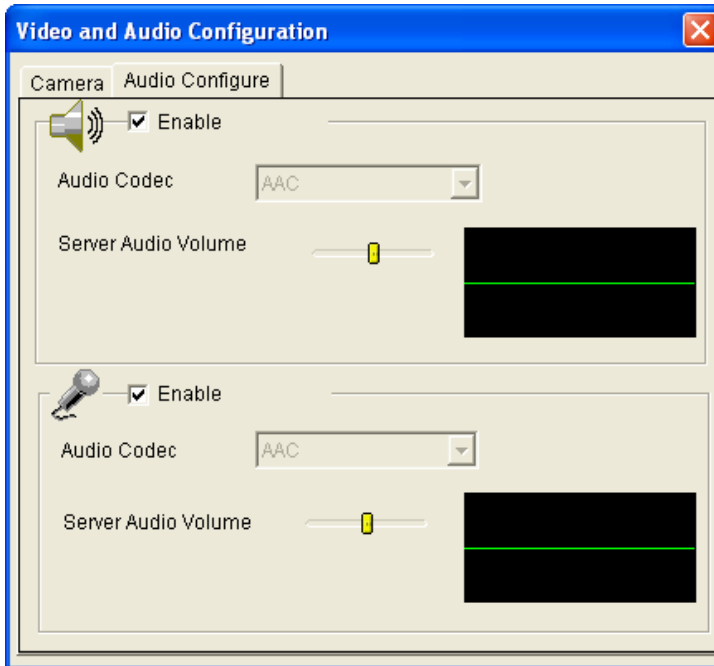 Video and Audio Configuration
Camera
Audio Configure
Enable
Audio Codec
AAC
Server Audio Volume
Enable
Audio Codec
AAC
Server Audio Volume